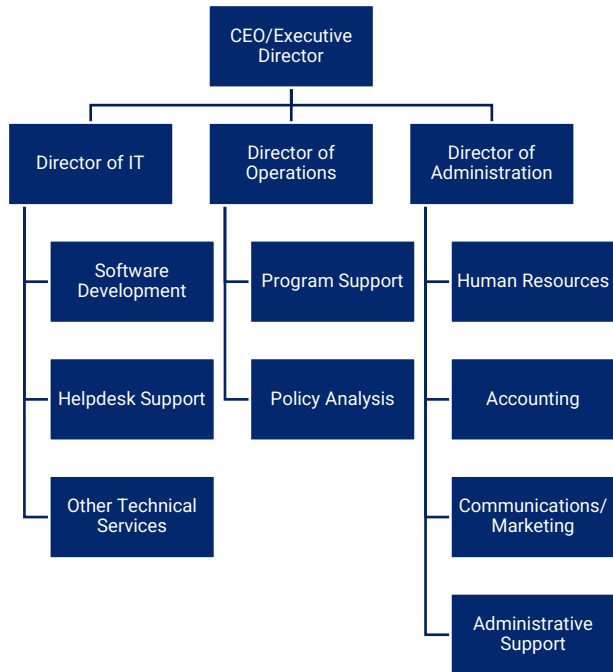 CEO/Executive
Director
Director of IT
Director of
Operations
Director of
Administration
Software
Development
Program Support
Human Resources
Helpdesk Support
Policy Analysis
Accounting
Other Technical
Services
Communications/
Marketing
Administrative
Support